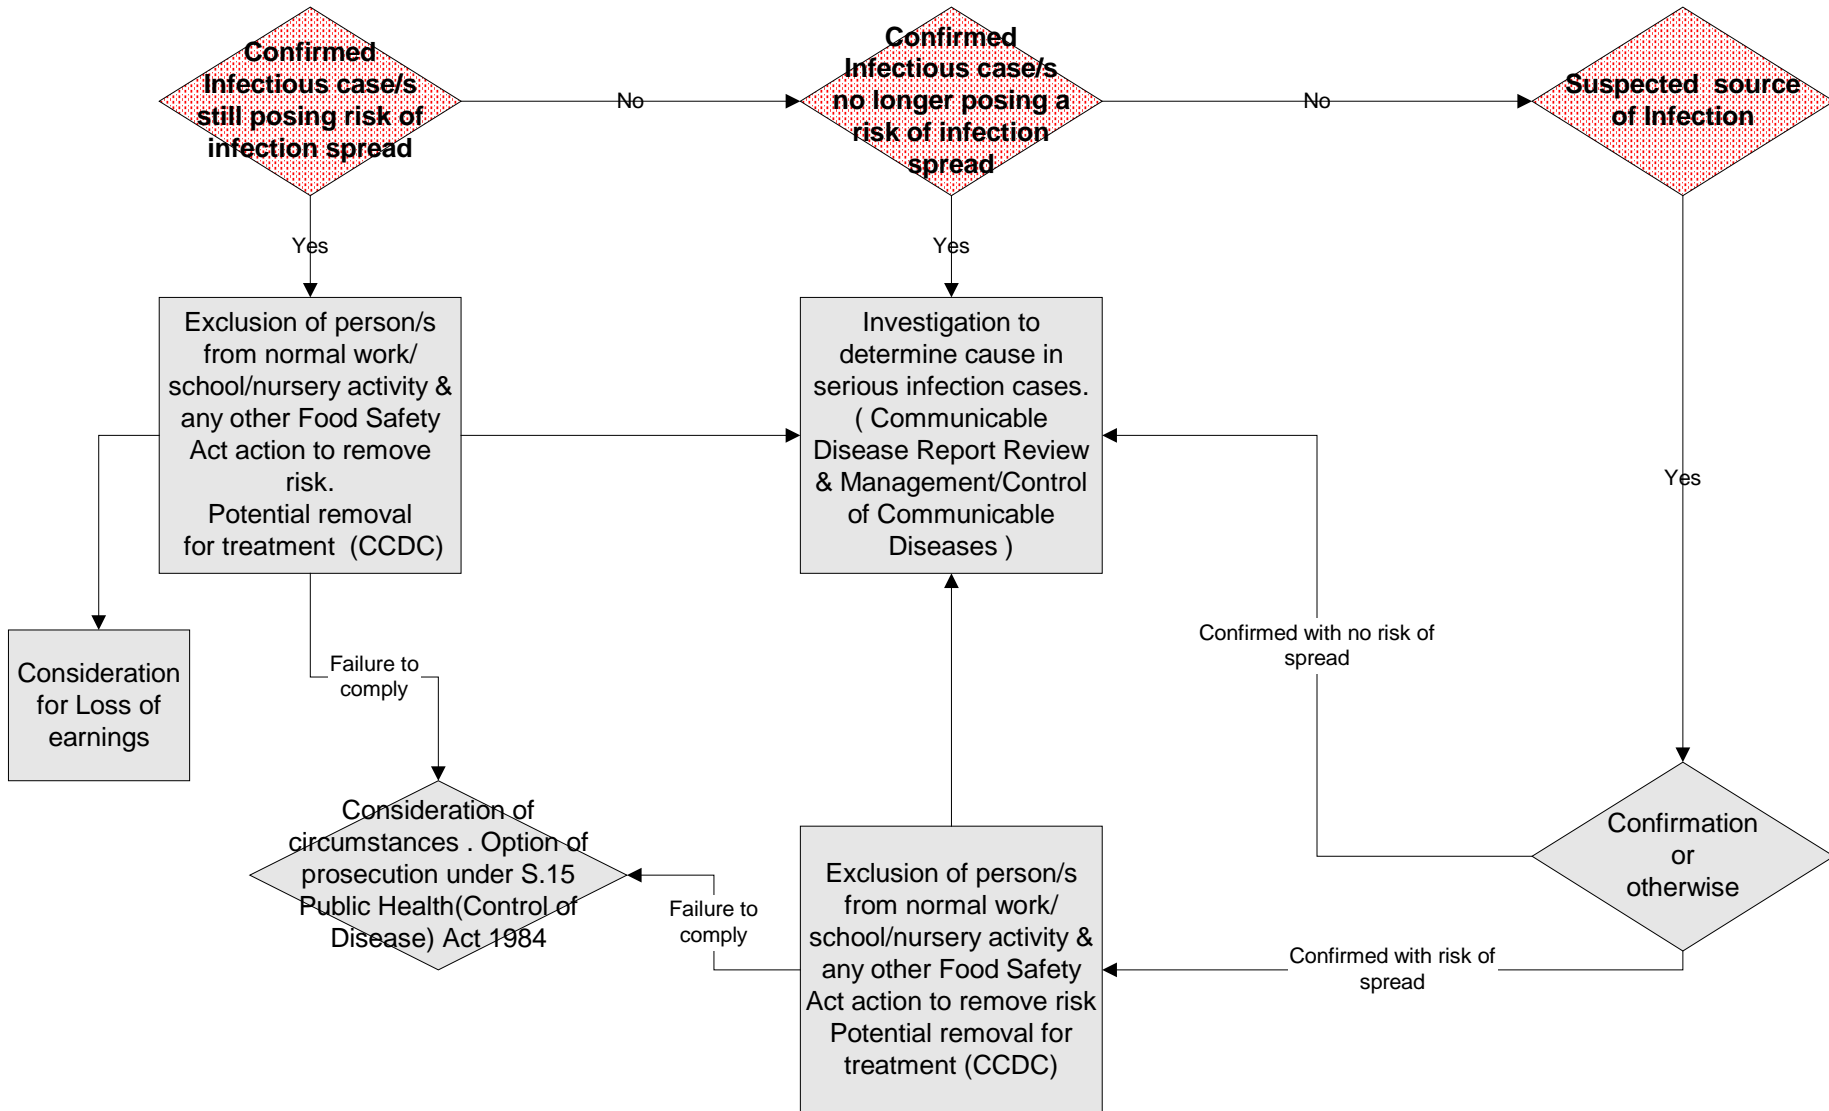 Confirmed
Infectious case/s
still posing risk of
infection spread
No
Confirmed
Infectious case/s
no longer posing a
risk of infection
spread
No
Suspected source
of Infection
Yes
Yes
Exclusion of person/s
from normal work/
school/nursery activity &
any other Food Safety
Act action to remove
risk.
Potential removal
for treatment (CCDC)
Investigation to
determine cause in
serious infection cases.
( Communicable
Disease Report Review
& Management/Control
of Communicable
Diseases )
Yes
Consideration
for Loss of
earnings
Failure to
comply
Confirmed with no risk of
spread
Consideration of
circumstances . Option of
prosecution under S.15
Public Health(Control of
Disease) Act 1984
Failure to
comply
Exclusion of person/s
from normal work/
school/nursery activity &
any other Food Safety
Act action to remove risk
Potential removal for
treatment (CCDC)
Confirmation
or
otherwise
Confirmed with risk of
spread